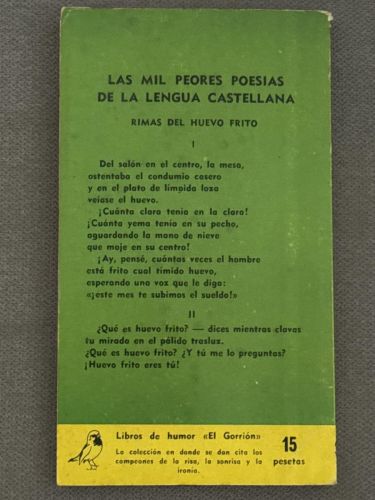 LAS MIL PEORES POESIAS
DE LA LENGUA CASTELLANA
RIMAS DEL HUEVO FRITO
I
Del salón en el centro, la mesa,
ostentaba el condumio casero
y en el plato de límpida loza
veíase el huevo.
¡Cuánta clara tenía en la clara!
¡Cuánta yema tenía en su pecho,
aguardando la mano de nieve
que moje en su centro!
¡Ay, pensé, cuántas veces el hombre
está frito cual tímido huevo,
esperando una voz que le diga:
«¡este mes te subimos el sueldo!»
II
¿Qué es huevo frito? — dices mientras clavas
tu mirada en el pálido trasluz.
¿Qué es huevo frito? ¿Y tú me lo preguntas?
¡Huevo frito eres tú!
Libros de humor «El Gorrión»
La colección en donde se dan cita los
campeones de la risa, la sonrisa y la
ironía.
15
pesetas